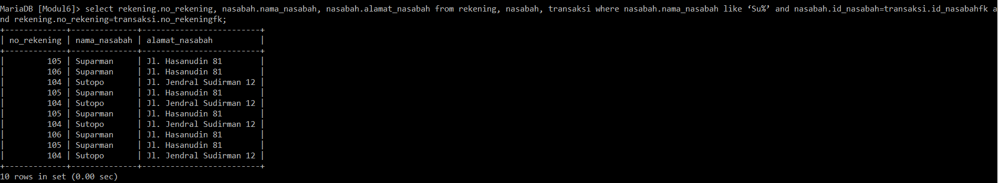 MariaDB [Modul6]> select rekening.no_rekening, nasabah.nama_nasabah, nasabah.alamat_nasabah from rekening, nasabah, transaksi where nasabah.nama_nasabah like ‘Su%’ and nasabah.id_nasabah=transaksi.id_nasabahfk a
nd rekening.no_rekening=transaksi.no_rekeningfk;
+-------------+--------------+-------------------------+
| no_rekening | nama_nasabah | alamat_nasabah          |
+-------------+--------------+-------------------------+
|         105 | Suparman     | Jl. Hasanudin 81        |
|         106 | Suparman     | Jl. Hasanudin 81        |
|         104 | Sutopo       | Jl. Jendral Sudirman 12 |
|         105 | Suparman     | Jl. Hasanudin 81        |
|         104 | Sutopo       | Jl. Jendral Sudirman 12 |
|         105 | Suparman     | Jl. Hasanudin 81        |
|         104 | Sutopo       | Jl. Jendral Sudirman 12 |
|         106 | Suparman     | Jl. Hasanudin 81        |
|         105 | Suparman     | Jl. Hasanudin 81        |
|         104 | Sutopo       | Jl. Jendral Sudirman 12 |
+-------------+--------------+-------------------------+
10 rows in set (0.00 sec)